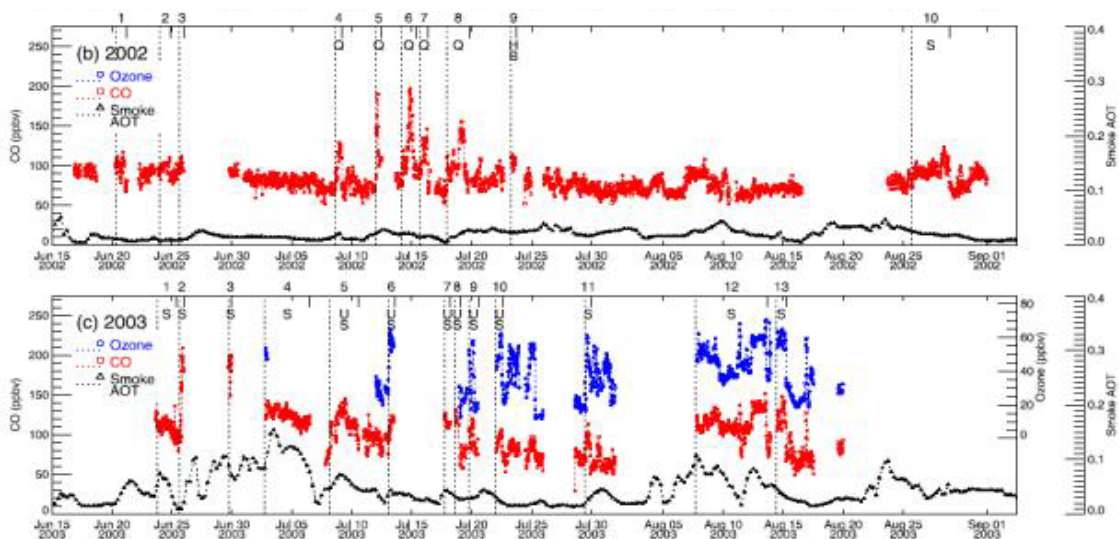 1 2 3 4 5 6 7 8 9 10
Q Q Q Q Q H S
B
(b) 2002
Ozone
CO
Smoke
AOT
CO (ppbv)
250
200
150
100
50
0
Smoke AOT
0.4
0.3
0.2
0.1
0.0
Jun 15 Jun 20 Jun 25 Jun 30 Jul 05 Jul 10 Jul 15 Jul 20 Jul 25 Jul 30 Aug 05 Aug 10 Aug 15 Aug 20 Aug 25 Sep 01
2002 2002 2002 2002 2002 2002 2002 2002 2002 2002 2002 2002 2002 2002 2002 2002
1 2 3 4 5 6 7 8 9 10 11 12 13
S S S S U U U U U U S S S
S S S S S S
(c) 2003
Ozone
CO
Smoke
AOT
CO (ppbv)
250
200
150
100
50
0
Ozone (ppbv)
80
60
40
20
0
Smoke AOT
0.4
0.3
0.2
0.1
0.0
Jun 15 Jun 20 Jun 25 Jun 30 Jul 05 Jul 10 Jul 15 Jul 20 Jul 25 Jul 30 Aug 05 Aug 10 Aug 15 Aug 20 Aug 25 Sep 01
2003 2003 2003 2003 2003 2003 2003 2003 2003 2003 2003 2003 2003 2003 2003 2003